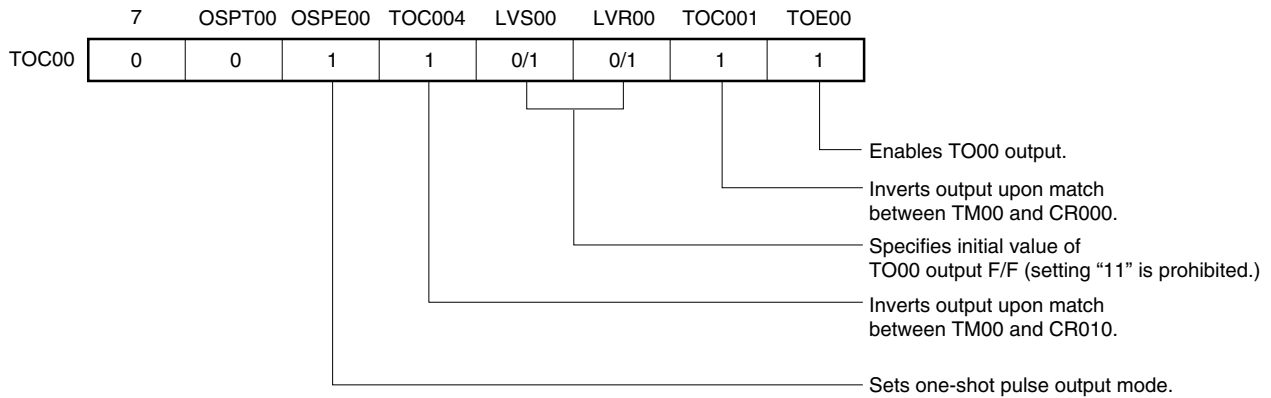 7 OSPT00 OSPE00 TOC004 LVS00 LVR00 TOC001 TOE00
TOC00 0 0 1 1 0/1 0/1 1 1
Enables TO00 output.
Inverts output upon match
between TM00 and CR000.
Specifies initial value of
TO00 output F/F (setting “11” is prohibited.)
Inverts output upon match
between TM00 and CR010.
Sets one-shot pulse output mode.